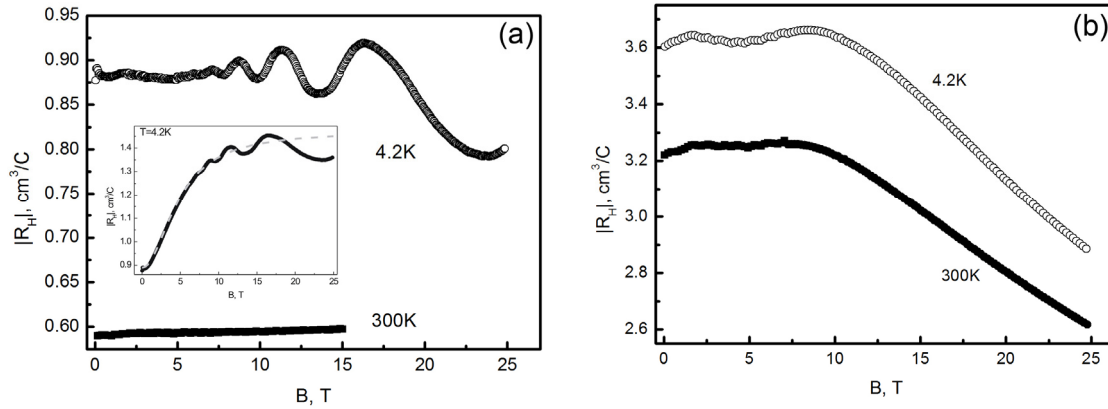 (a)
0.95
0.90
0.85
0.80
0.75
0.70
0.65
0.60
|R_H|, cm³/C
4.2K
300K
0 5 10 15 20 25
B, T
T=4.2K
1.4
1.3
1.2
1.1
1.0
0.9
|R_H|, cm³/C
0 5 10 15 20 25
B, T
(b)
3.6
3.4
3.2
3.0
2.8
2.6
|R_H|, cm³/C
4.2K
300K
0 5 10 15 20 25
B, T